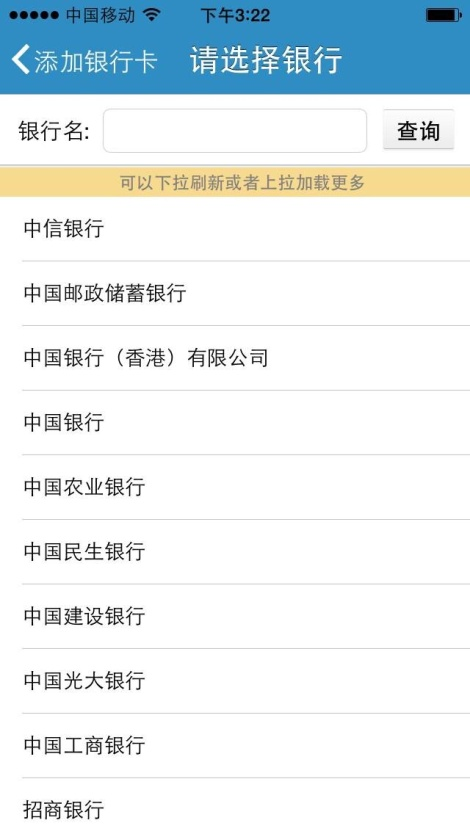 中国移动 下午3:22
添加银行卡 请选择银行
银行名: 查询
可以下拉刷新或者上拉加载更多
中信银行
中国邮政储蓄银行
中国银行（香港）有限公司
中国银行
中国农业银行
中国民生银行
中国建设银行
中国光大银行
中国工商银行
招商银行